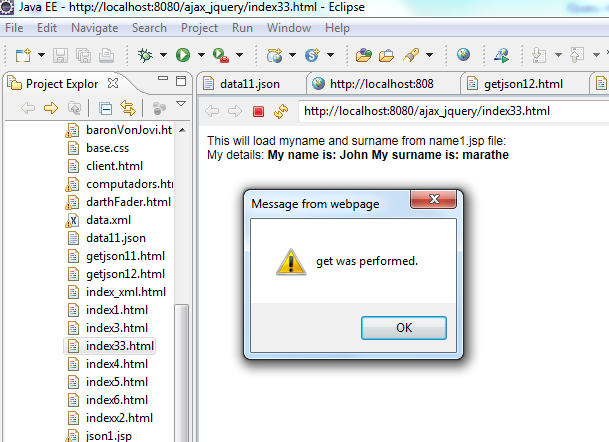 Java EE - http://localhost:8080/ajax_jquery/index33.html - Eclipse
File Edit Navigate Search Project Run Window Help
Project Explor
data11.json http://localhost:808 getjson12.html
http://localhost:8080/ajax_jquery/index33.html
baronVonJovi.ht
base.css
client.html
computadors.htm
darthFader.html
data.xml
data11.json
getjson11.html
getjson12.html
index_xml.html
index1.html
index3.html
index33.html
index4.html
index5.html
index6.html
indexx2.html
json1.jsp
This will load myname and surname from name1.jsp file:
My details: My name is: John My surname is: marathe
Message from webpage
get was performed.
OK